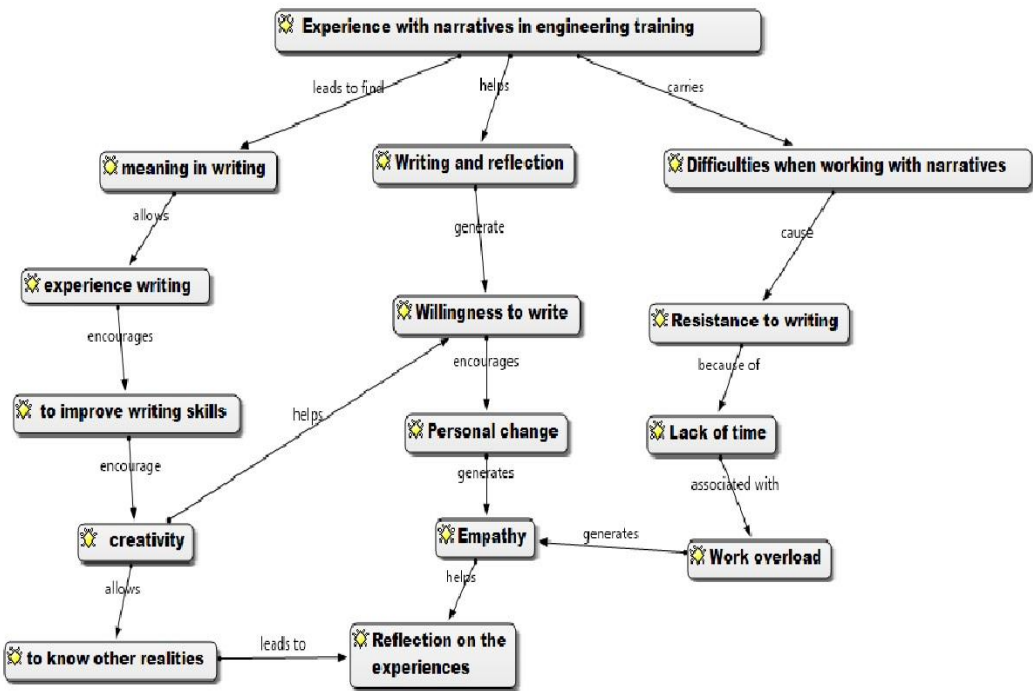 Experience with narratives in engineering training
leads to find
helps
carries
meaning in writing
Writing and reflection
Difficulties when working with narratives
allows
generate
cause
experience writing
Willingness to write
Resistance to writing
encourages
encourages
because of
to improve writing skills
helps
Personal change
Lack of time
encourage
generates
associated with
creativity
Empathy
generates
Work overload
allows
helps
to know other realities
leads to
Reflection on the
experiences